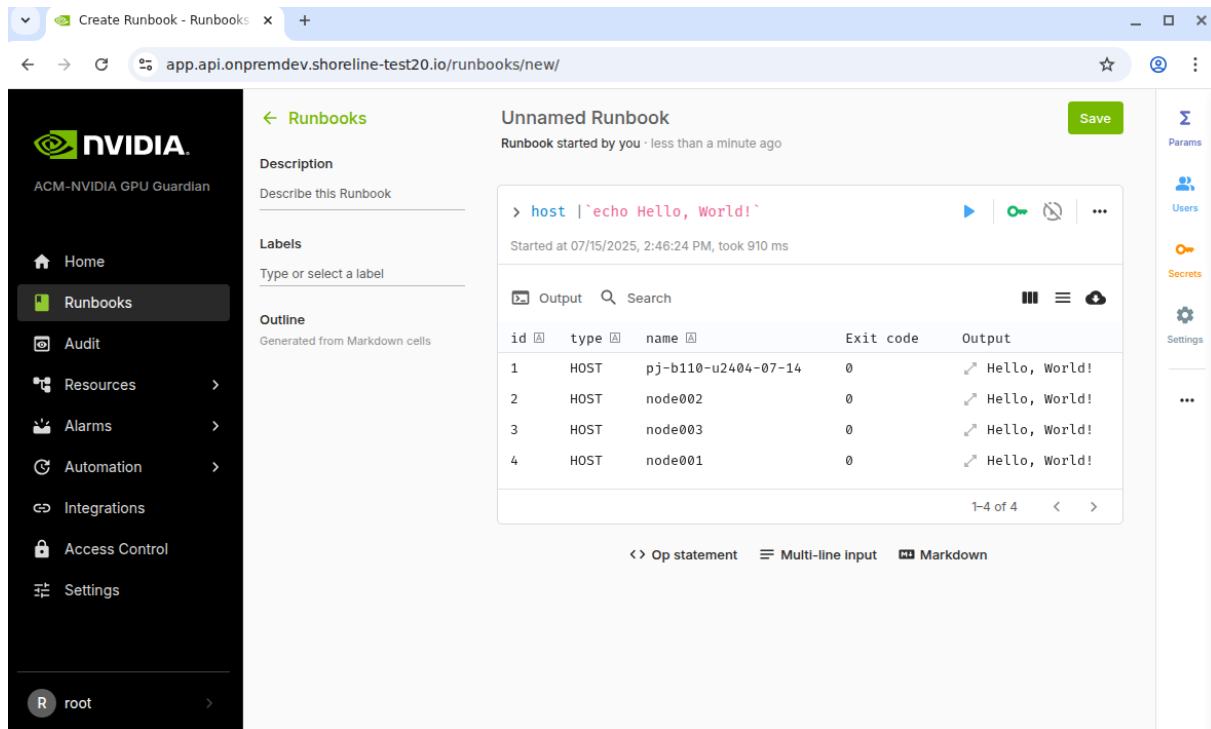 Create Runbook - Runbooks
app.api.onpremdev.shoreline-test20.io/runbooks/new/
NVIDIA.
ACM-NVIDIA GPU Guardian
Home
Runbooks
Audit
Resources
Alarms
Automation
Integrations
Access Control
Settings
R root
Runbooks
Description
Describe this Runbook
Labels
Type or select a label
Outline
Generated from Markdown cells
Unnamed Runbook
Save
Runbook started by you · less than a minute ago
host |`echo Hello, World!`
Started at 07/15/2025, 2:46:24 PM, took 910 ms
Output Search
id type name Exit code Output
1 HOST pj-b110-u2404-07-14 0 Hello, World!
2 HOST node002 0 Hello, World!
3 HOST node003 0 Hello, World!
4 HOST node001 0 Hello, World!
1–4 of 4
Op statement Multi-line input Markdown
Params
Users
Secrets
Settings